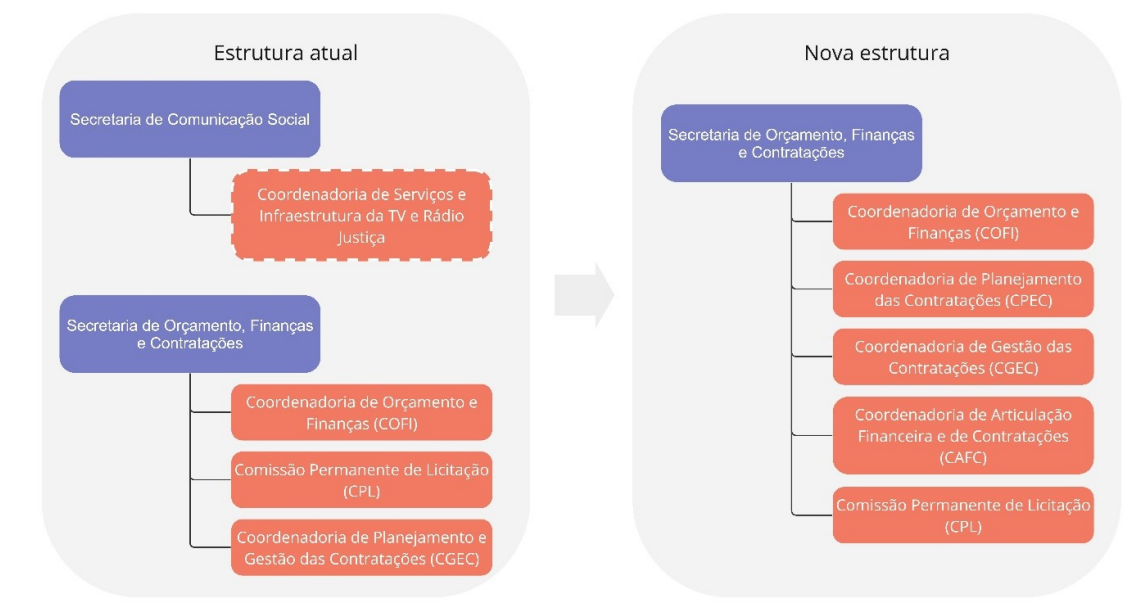 Estrutura atual
Secretaria de Comunicação Social
Coordenadoria de Serviços e
Infraestrutura da TV e Rádio
Justiça
Secretaria de Orçamento, Finanças
e Contratações
Coordenadoria de Orçamento e
Finanças (COFI)
Comissão Permanente de Licitação
(CPL)
Coordenadoria de Planejamento e
Gestão das Contratações (CGEC)
Nova estrutura
Secretaria de Orçamento, Finanças
e Contratações
Coordenadoria de Orçamento e
Finanças (COFI)
Coordenadoria de Planejamento
das Contratações (CPEC)
Coordenadoria de Gestão das
Contratações (CGEC)
Coordenadoria de Articulação
Financeira e de Contratações
(CAFC)
Comissão Permanente de Licitação
(CPL)